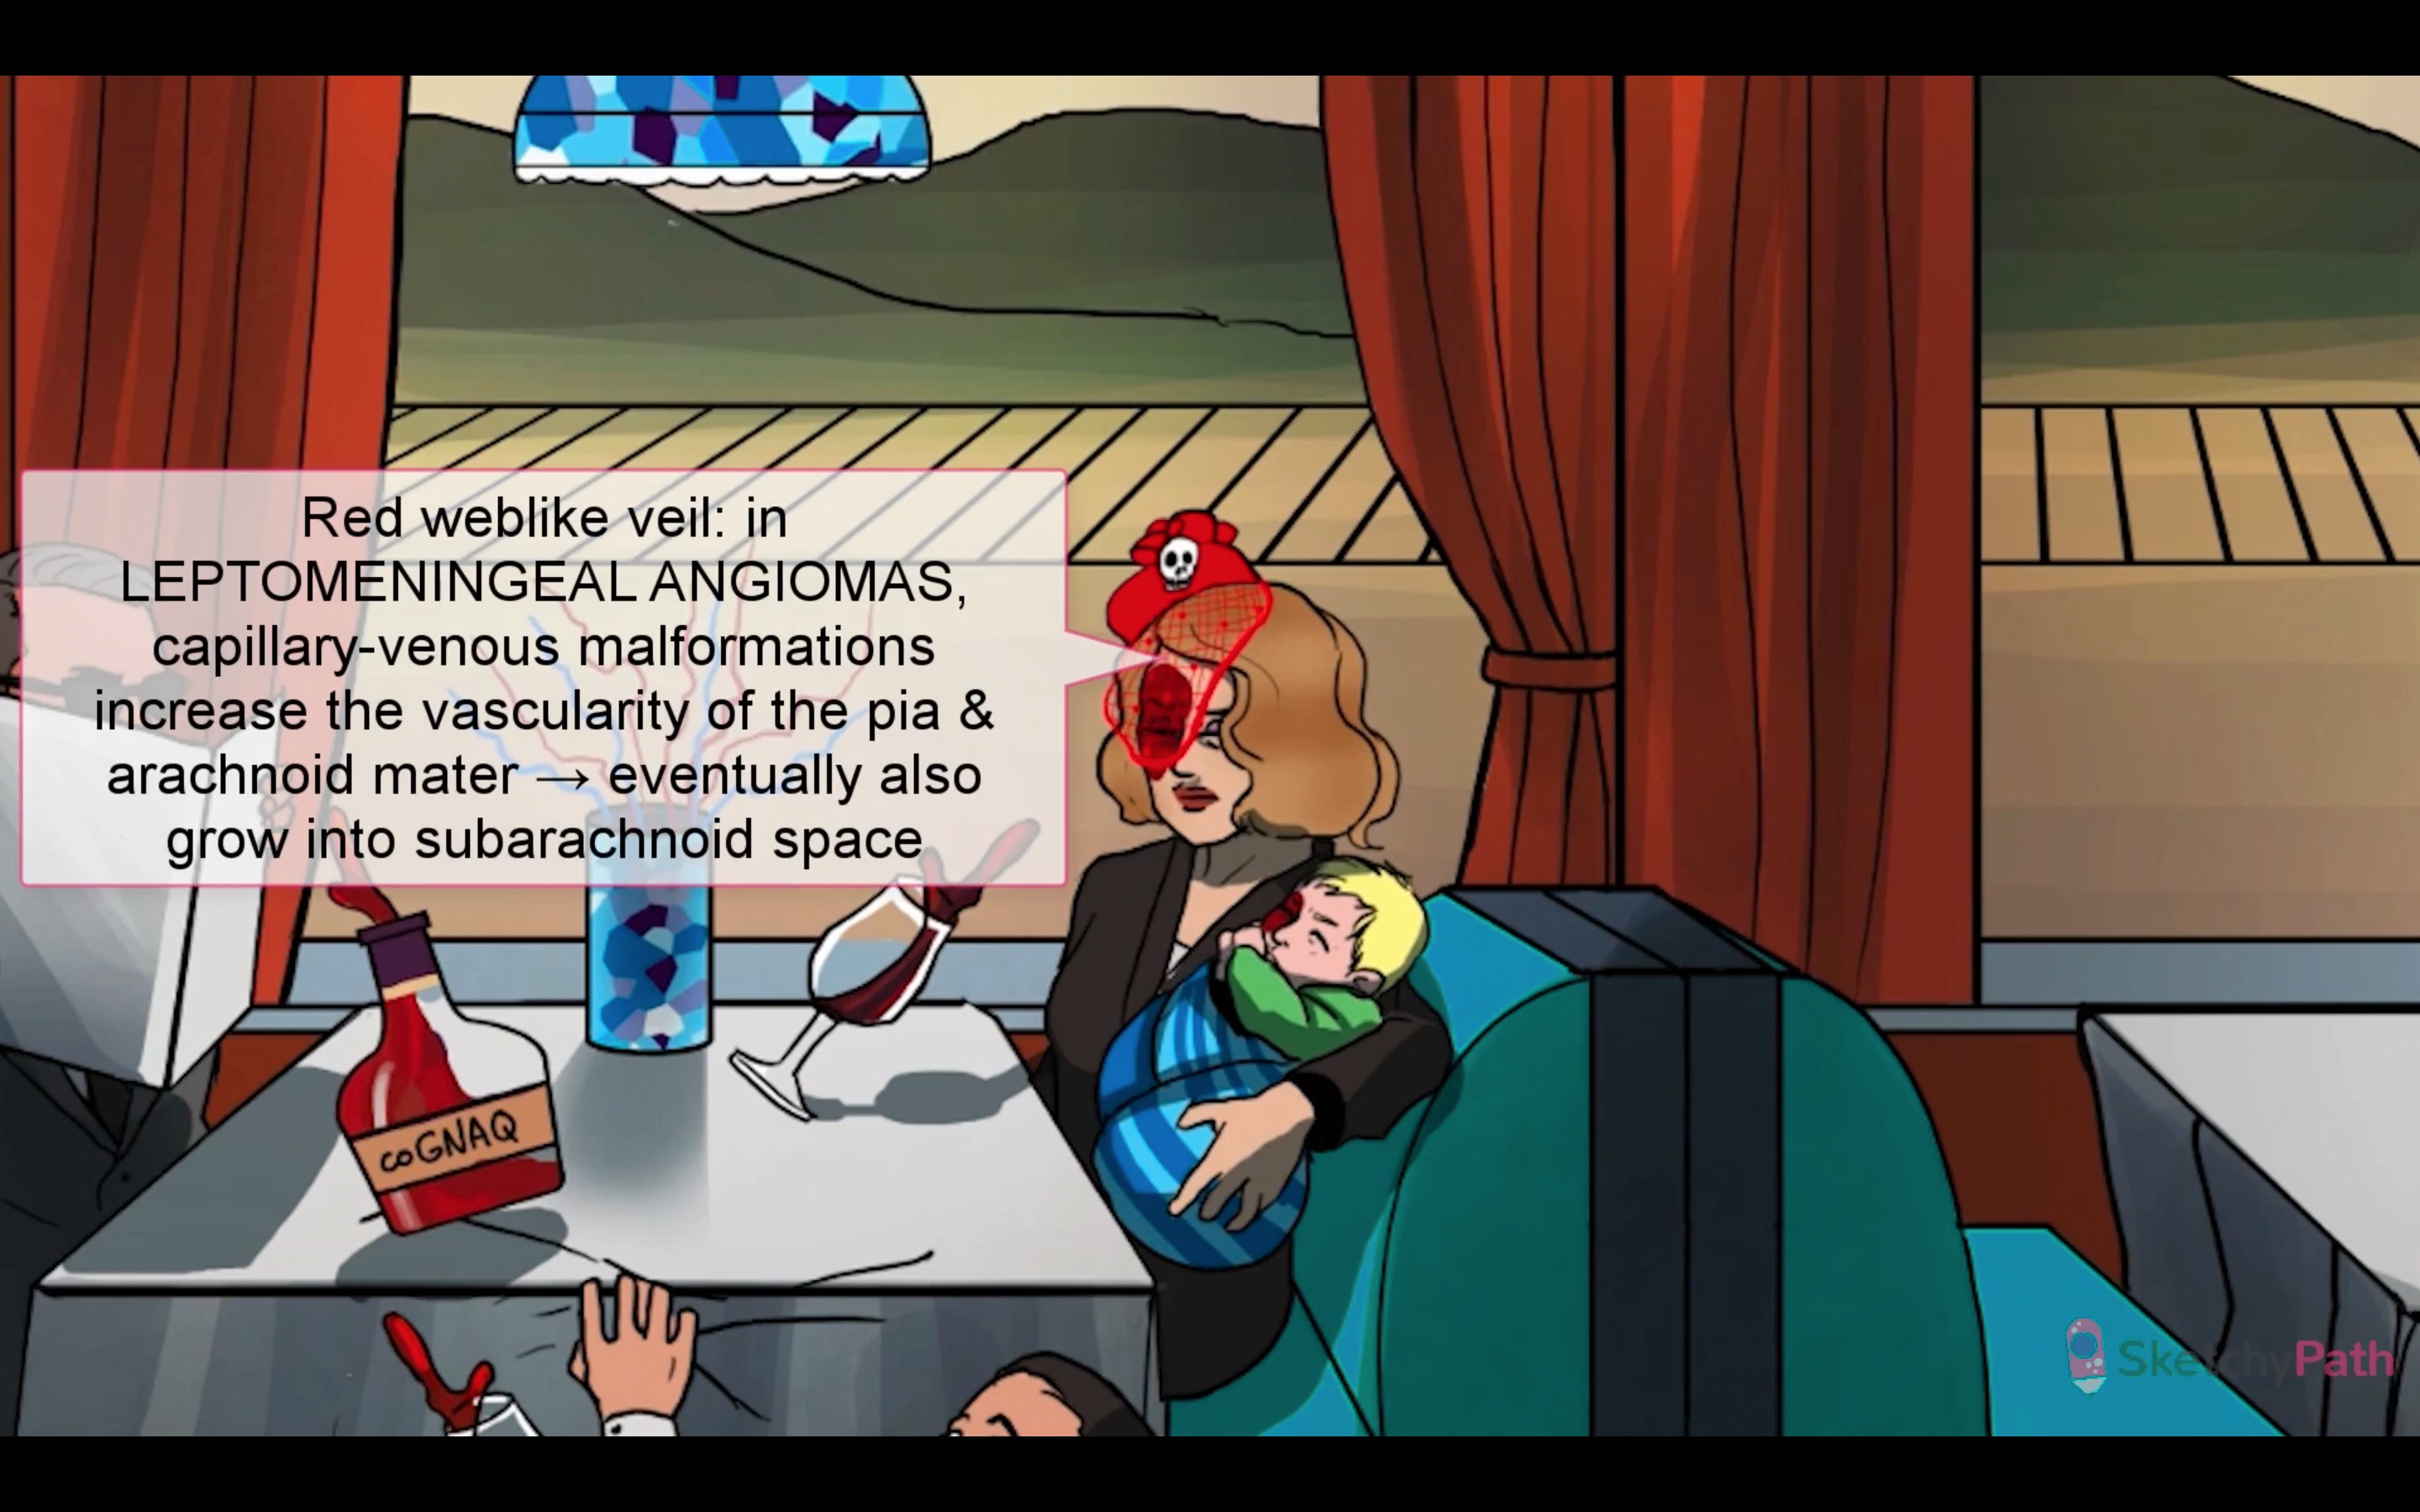 Red weblike veil: in
LEPTOMENINGEAL ANGIOMAS,
capillary-venous malformations
increase the vascularity of the pia &
arachnoid mater → eventually also
grow into subarachnoid space
coGNAQ
SketchyPath